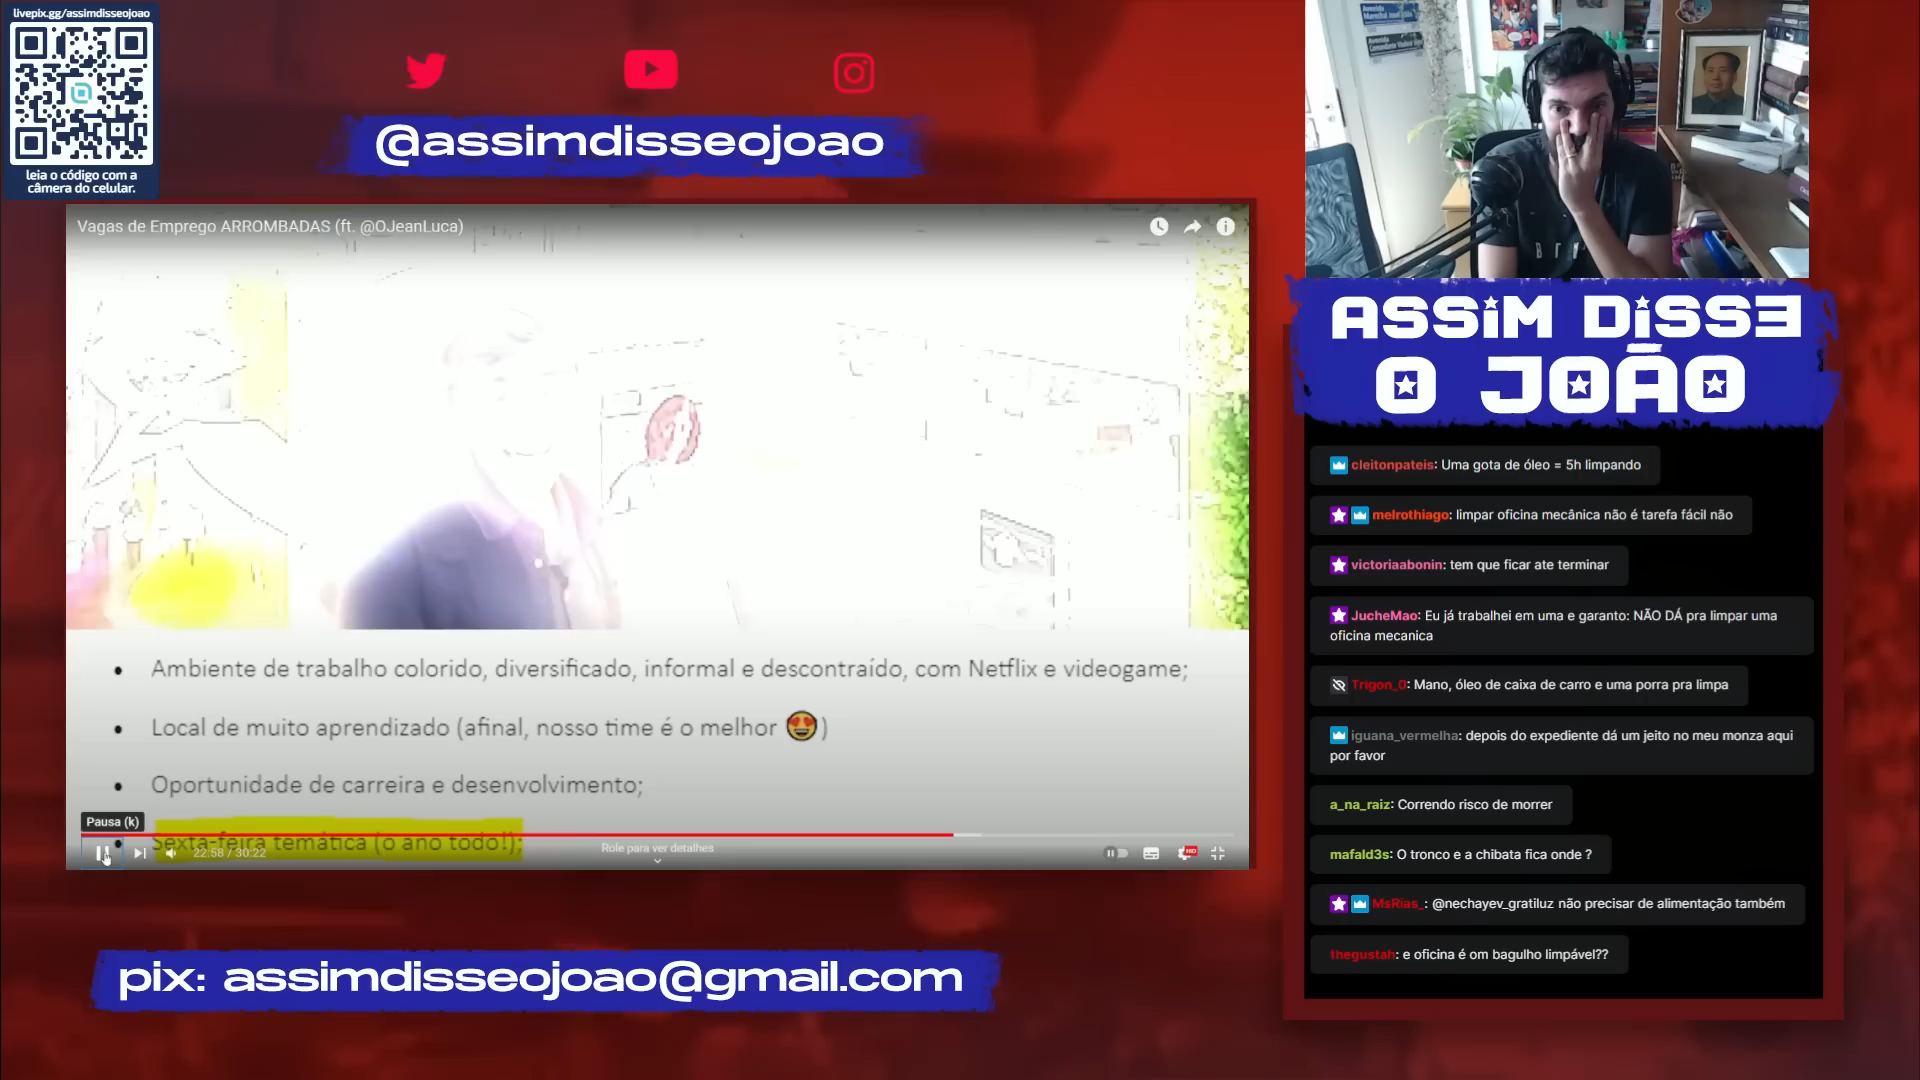 livepix.gg/assimdisseojoao
leia o código com a
câmera do celular.
@assimdisseojoao
Vagas de Emprego ARROMBADAS (ft. @OJeanLuca)
• Ambiente de trabalho colorido, diversificado, informal e descontraído, com Netflix e videogame;
• Local de muito aprendizado (afinal, nosso time é o melhor 😍)
• Oportunidade de carreira e desenvolvimento;
Pausa (k)
• Sexta-feira temática (o ano todo!);
22:58 / 30:22
Role para ver detalhes
HD
pix: assimdisseojoao@gmail.com
ASSIM DISSE
O JOÃO
cleitonpateis: Uma gota de óleo = 5h limpando
melrothiago: limpar oficina mecânica não é tarefa fácil não
victoriaabonin: tem que ficar ate terminar
JucheMao: Eu já trabalhei em uma e garanto: NÃO DÁ pra limpar uma
oficina mecanica
Trigon_0: Mano, óleo de caixa de carro e uma porra pra limpa
iguana_vermelha: depois do expediente dá um jeito no meu monza aqui
por favor
a_na_raiz: Correndo risco de morrer
mafald3s: O tronco e a chibata fica onde ?
MsRias_: @nechayev_gratiluz não precisar de alimentação também
thegustah: e oficina é om bagulho limpável??